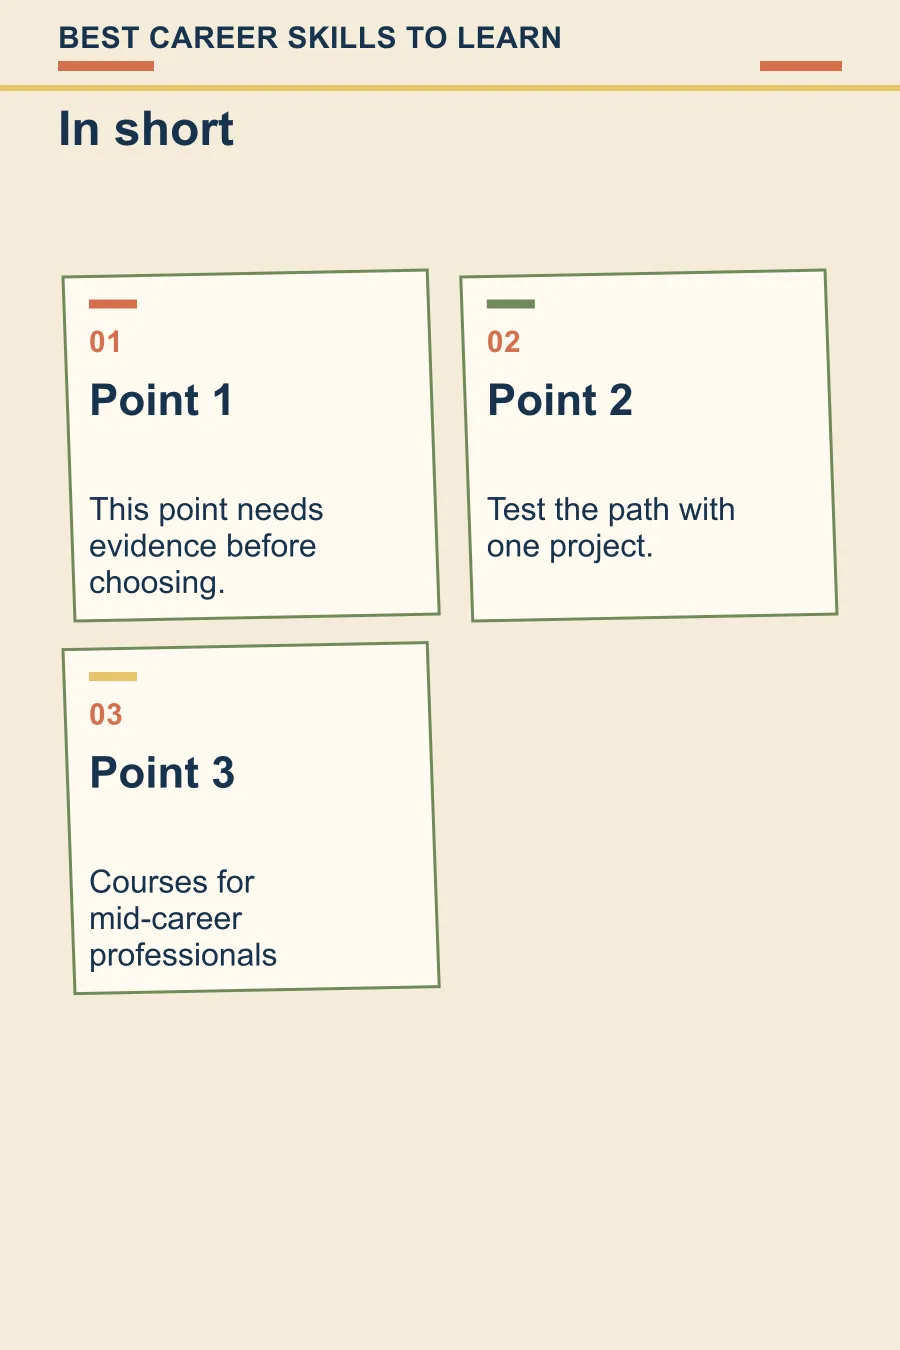 BEST CAREER SKILLS TO LEARN
In short
01
Point 1
This point needs
evidence before
choosing.
02
Point 2
Test the path with
one project.
03
Point 3
Courses for
mid-career
professionals